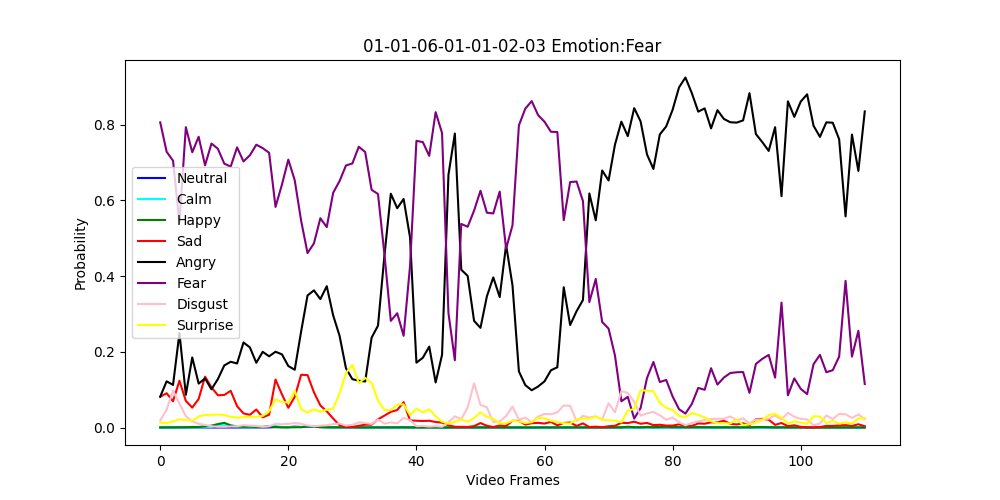 01-01-06-01-01-02-03 Emotion:Fear
Probability
0.8
0.6
0.4
0.2
0.0
Neutral
Calm
Happy
Sad
Angry
Fear
Disgust
Surprise
0 20 40 60 80 100
Video Frames